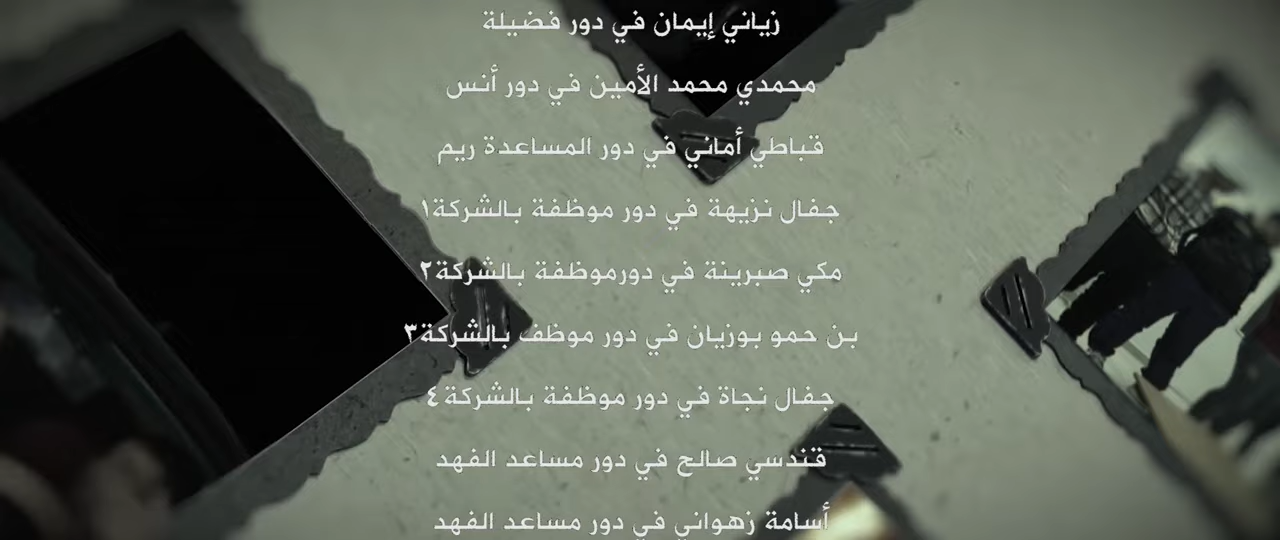 زياني إيمان في دور فضيلة
محمدي محمد الأمين في دور أنس
قباطي أماني في دور المساعدة ريم
جفال نزيهة في دور موظفة بالشركة١
مكي صبرينة في دورموظفة بالشركة٢
بن حمو بوزيان في دور موظف بالشركة٣
جفال نجاة في دور موظفة بالشركة٤
قندسي صالح في دور مساعد الفهد
أسامة زهواني في دور مساعد الفهد